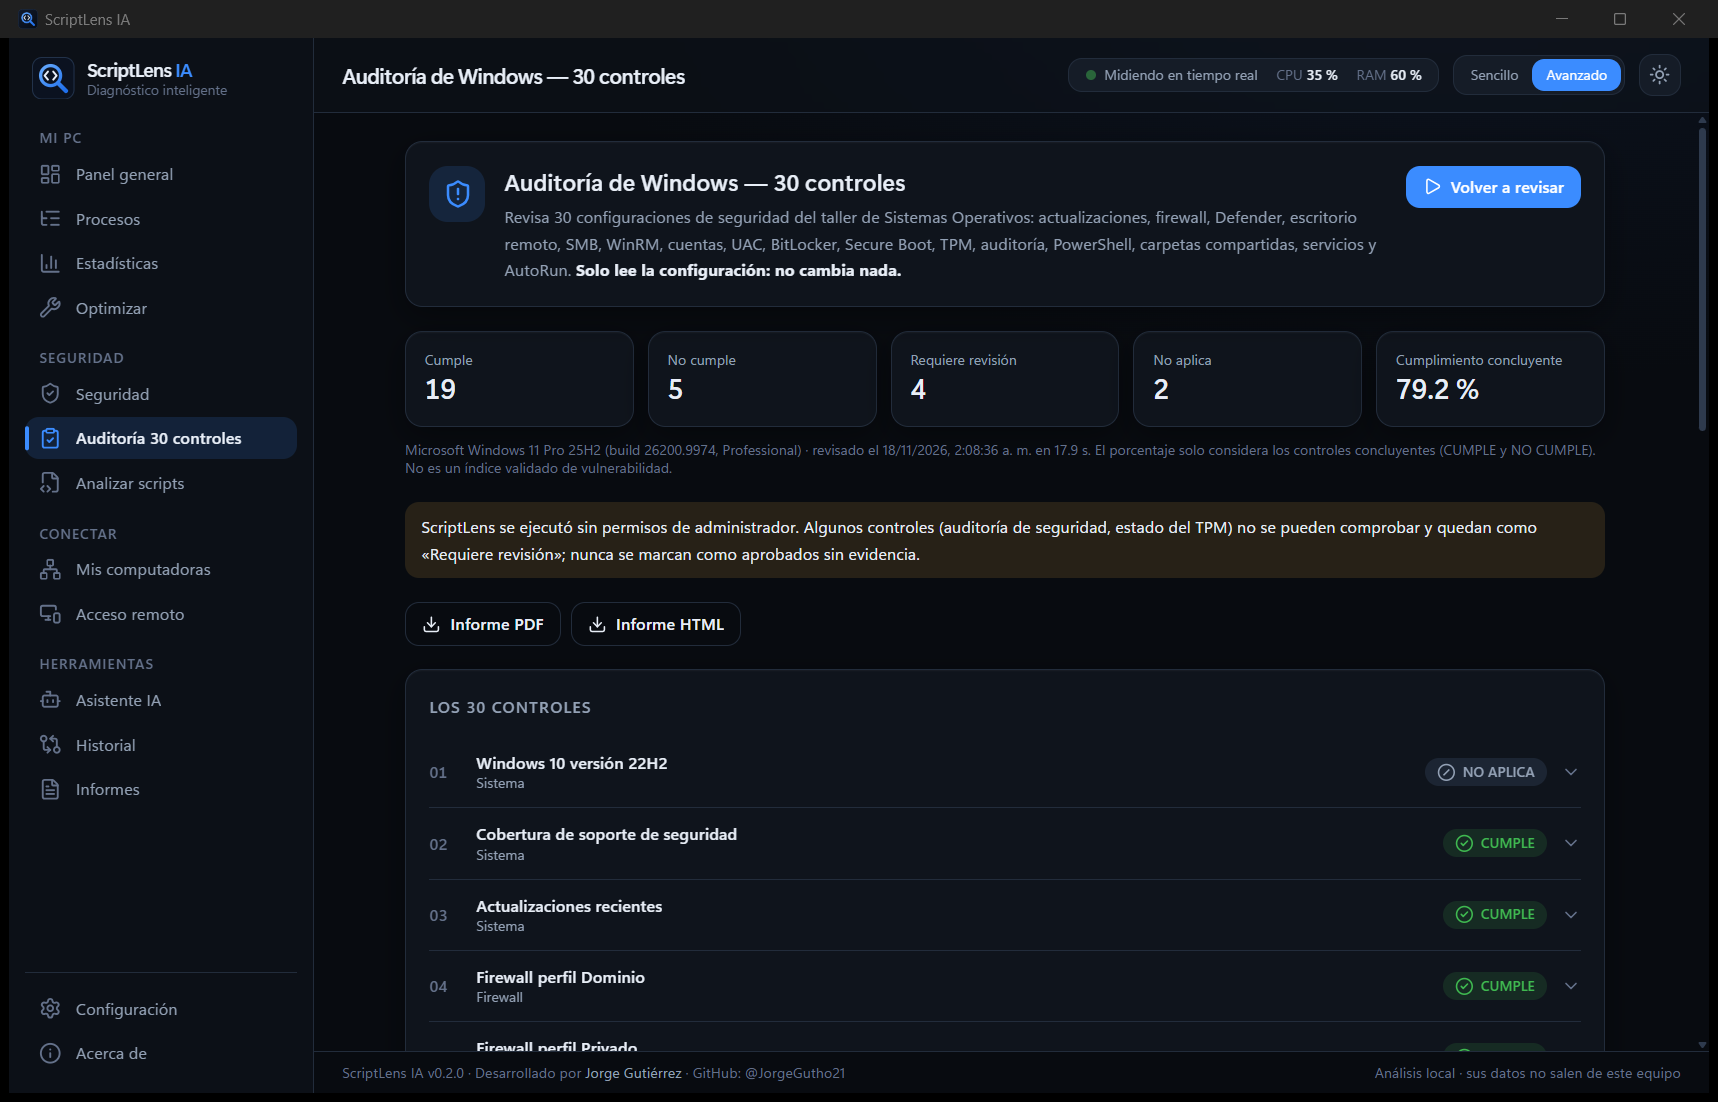 ScriptLens IA
ScriptLens IA
Diagnóstico inteligente
MI PC
Panel general
Procesos
Estadísticas
Optimizar
SEGURIDAD
Seguridad
Auditoría 30 controles
Analizar scripts
CONECTAR
Mis computadoras
Acceso remoto
HERRAMIENTAS
Asistente IA
Historial
Informes
Configuración
Acerca de
Auditoría de Windows — 30 controles
Midiendo en tiempo real CPU 35 % RAM 60 %
Sencillo Avanzado
Auditoría de Windows — 30 controles
Revisa 30 configuraciones de seguridad del taller de Sistemas Operativos: actualizaciones, firewall, Defender, escritorio
remoto, SMB, WinRM, cuentas, UAC, BitLocker, Secure Boot, TPM, auditoría, PowerShell, carpetas compartidas, servicios y
AutoRun. Solo lee la configuración: no cambia nada.
Volver a revisar
Cumple
19
No cumple
5
Requiere revisión
4
No aplica
2
Cumplimiento concluyente
79.2 %
Microsoft Windows 11 Pro 25H2 (build 26200.9974, Professional) · revisado el 18/11/2026, 2:08:36 a. m. en 17.9 s. El porcentaje solo considera los controles concluyentes (CUMPLE y NO CUMPLE).
No es un índice validado de vulnerabilidad.
ScriptLens se ejecutó sin permisos de administrador. Algunos controles (auditoría de seguridad, estado del TPM) no se pueden comprobar y quedan como
«Requiere revisión»; nunca se marcan como aprobados sin evidencia.
Informe PDF
Informe HTML
LOS 30 CONTROLES
01 Windows 10 versión 22H2 NO APLICA
Sistema
02 Cobertura de soporte de seguridad CUMPLE
Sistema
03 Actualizaciones recientes CUMPLE
Sistema
04 Firewall perfil Dominio CUMPLE
Firewall
Firewall perfil Privado
ScriptLens IA v0.2.0 · Desarrollado por Jorge Gutiérrez · GitHub: @JorgeGutho21
Análisis local · sus datos no salen de este equipo